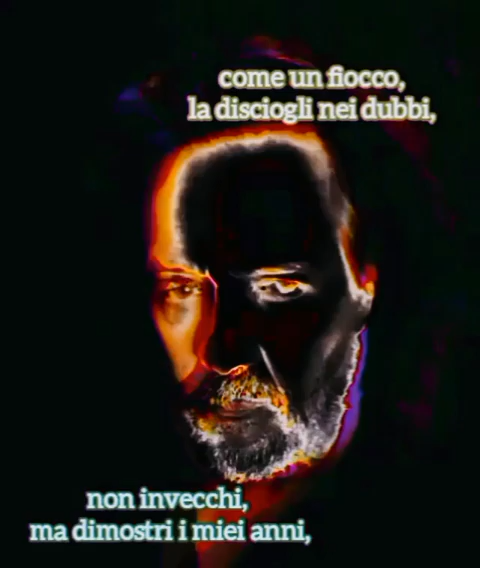 come un fiocco,
la disciogli nei dubbi,
non invecchi,
ma dimostri i miei anni,